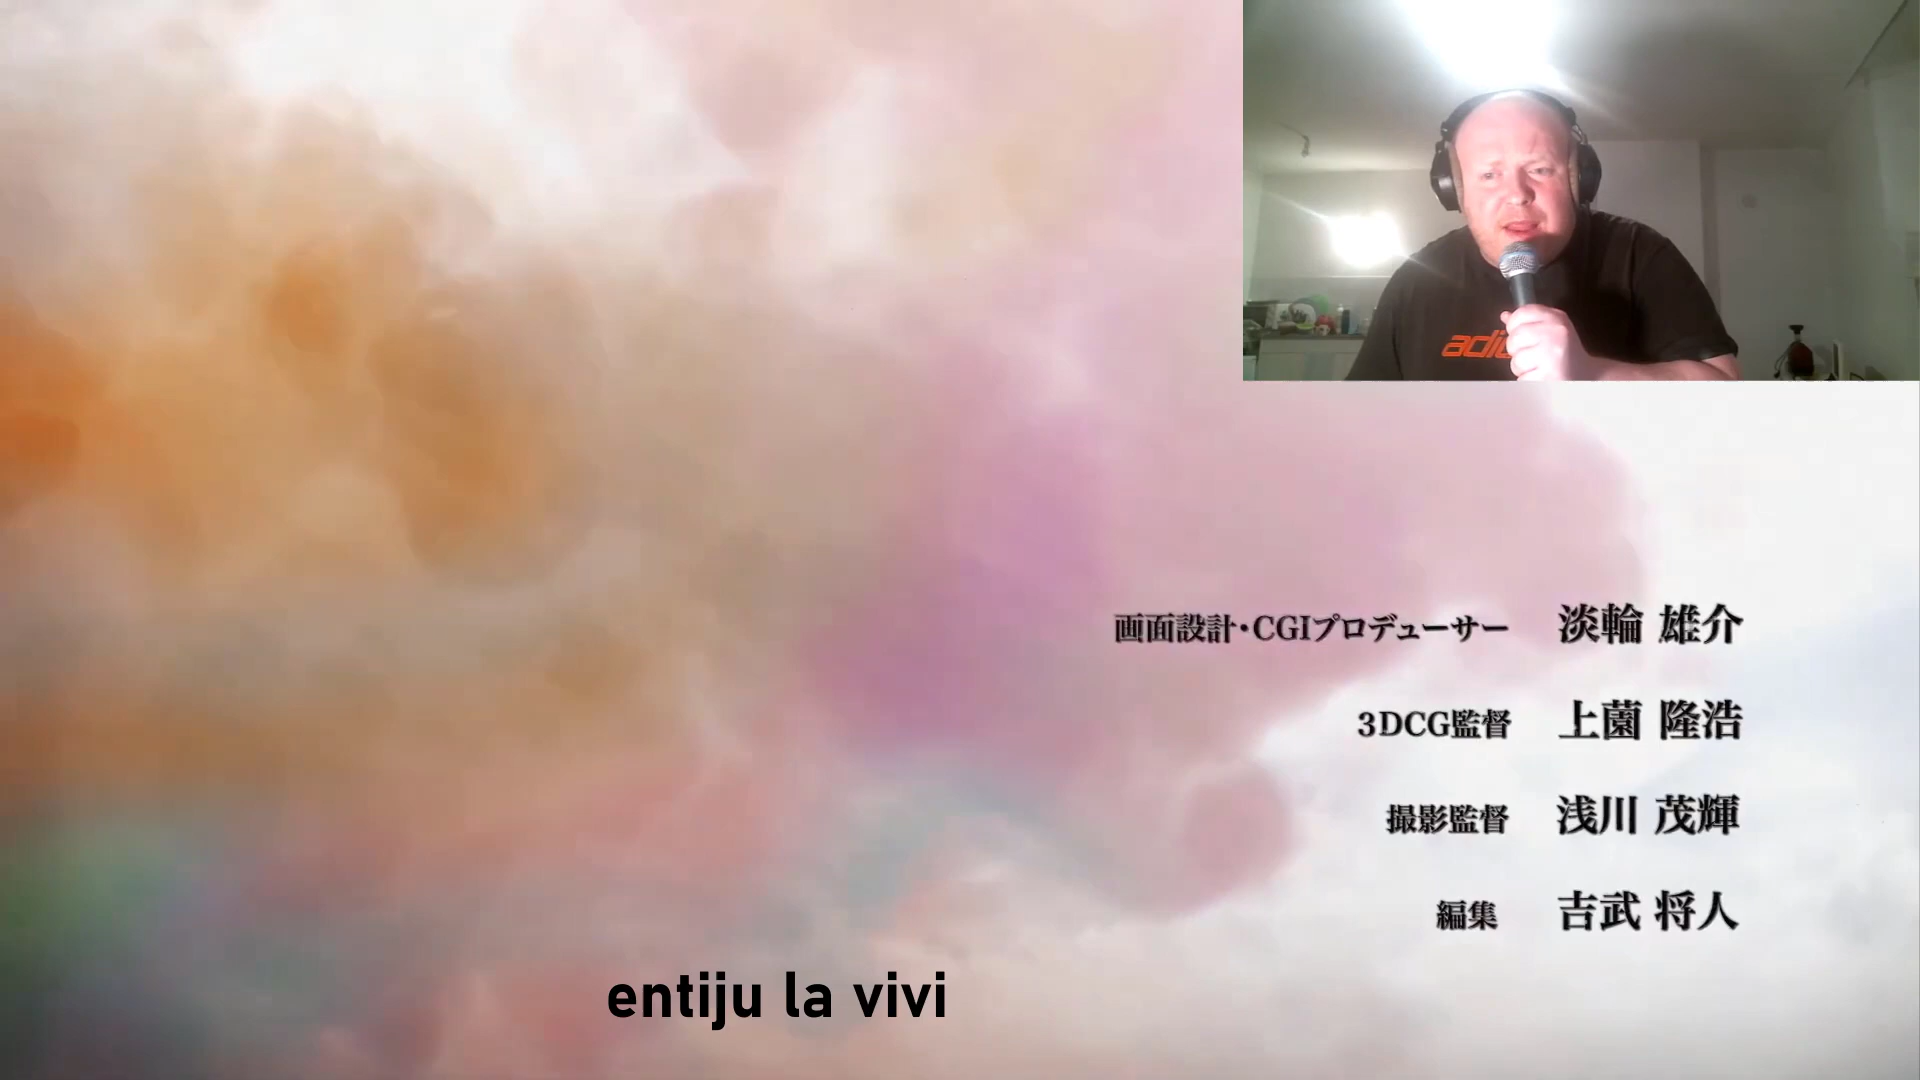 adi
画面設計・CGIプロデューサー 淡輪 雄介
3DCG監督 上薗 隆浩
撮影監督 浅川 茂輝
編集 吉武 将人
entiju la vivi